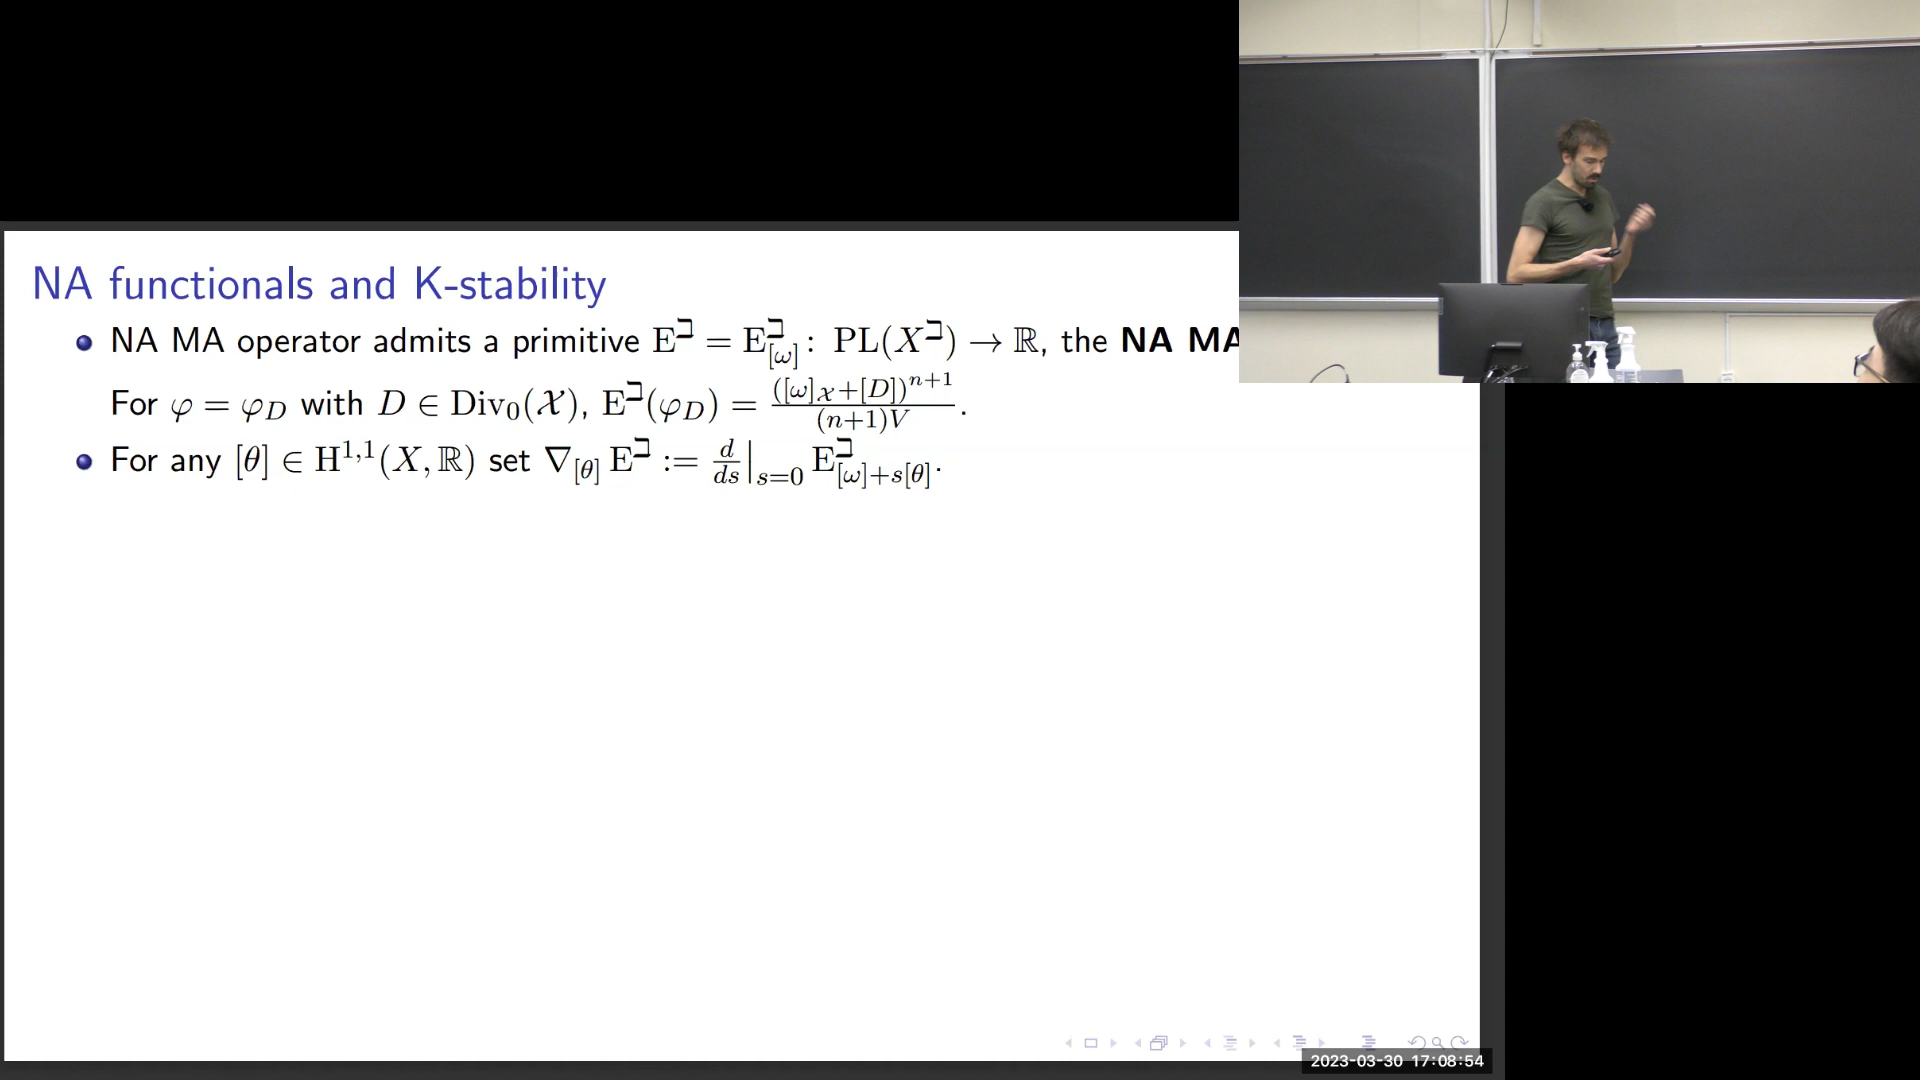 NA functionals and K-stability
NA MA operator admits a primitive E^ℶ = E^ℶ_{[ω]} : PL(X^ℶ) → ℝ, the NA MA
For φ = φ_D with D ∈ Div₀(𝒳), E^ℶ(φ_D) = ([ω]_𝒳+[D])^{n+1} / (n+1)V .
For any [θ] ∈ H^{1,1}(X, ℝ) set ∇_{[θ]} E^ℶ := d/ds|_{s=0} E^ℶ_{[ω]+s[θ]}.
2023-03-30 17:08:54